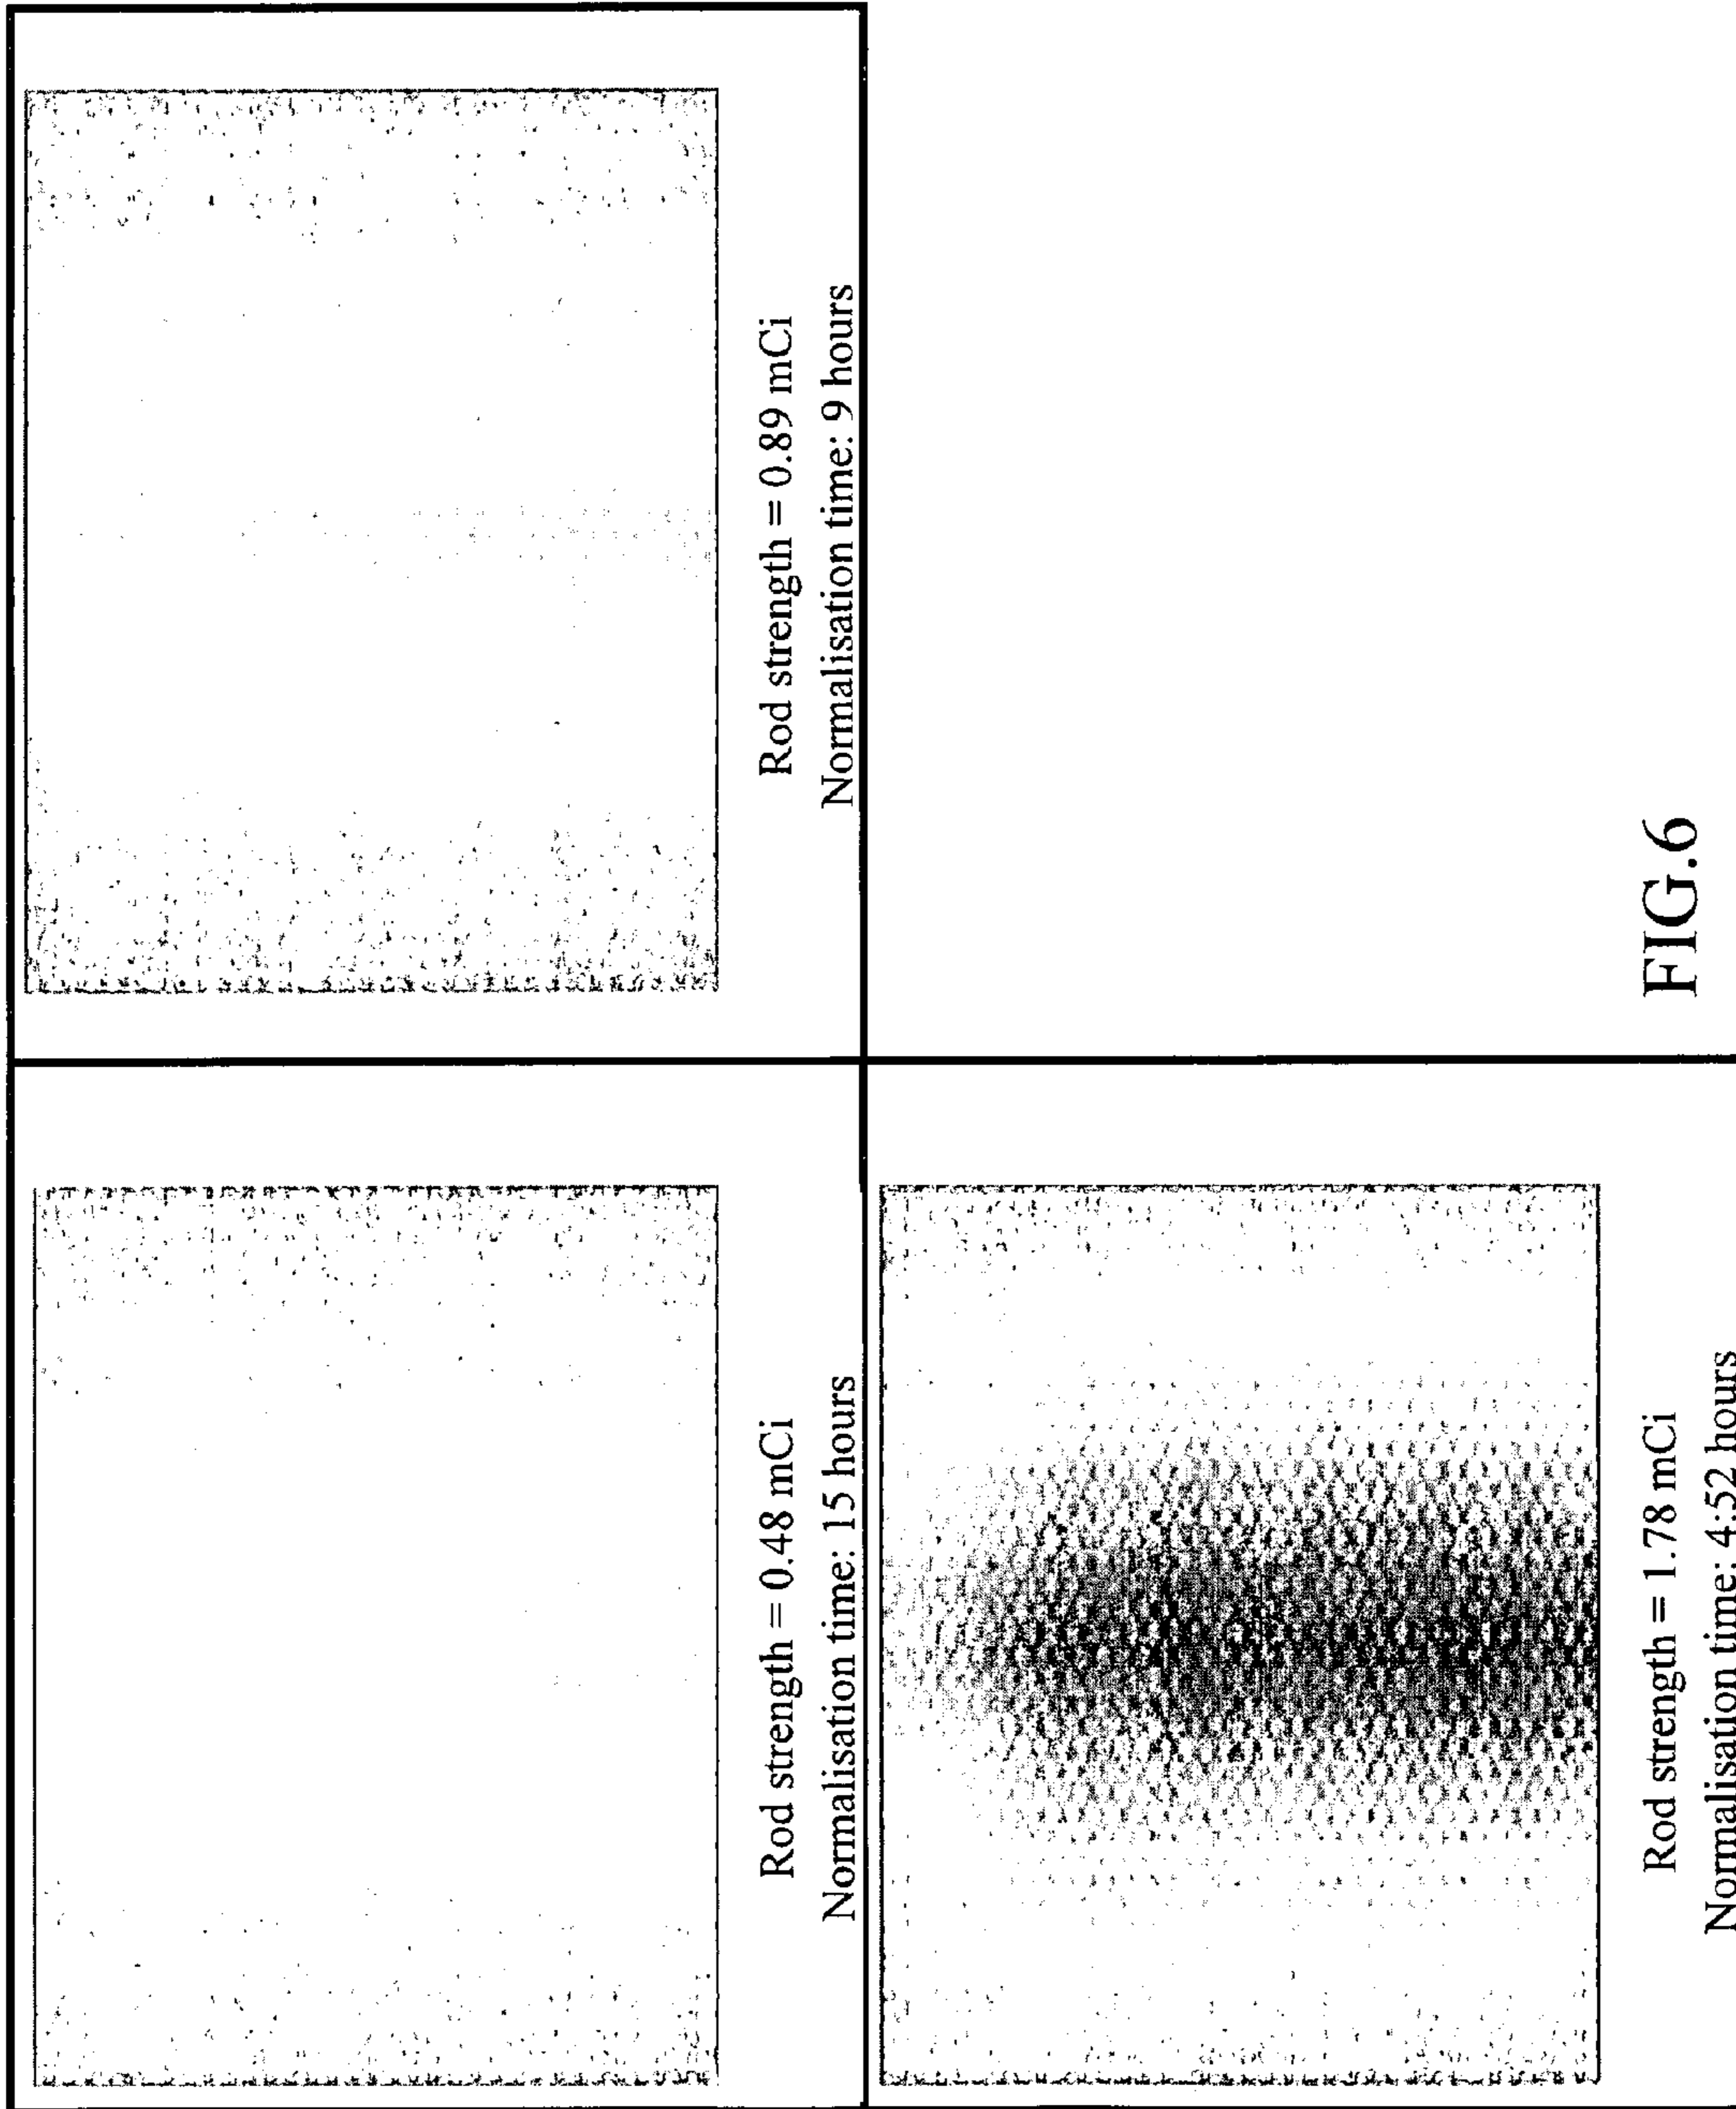 Rod strength = 0.48 mCi
Normalisation time: 15 hours
Rod strength = 0.89 mCi
Normalisation time: 9 hours
Rod strength = 1.78 mCi
Normalisation time: 4:52 hours
FIG.6